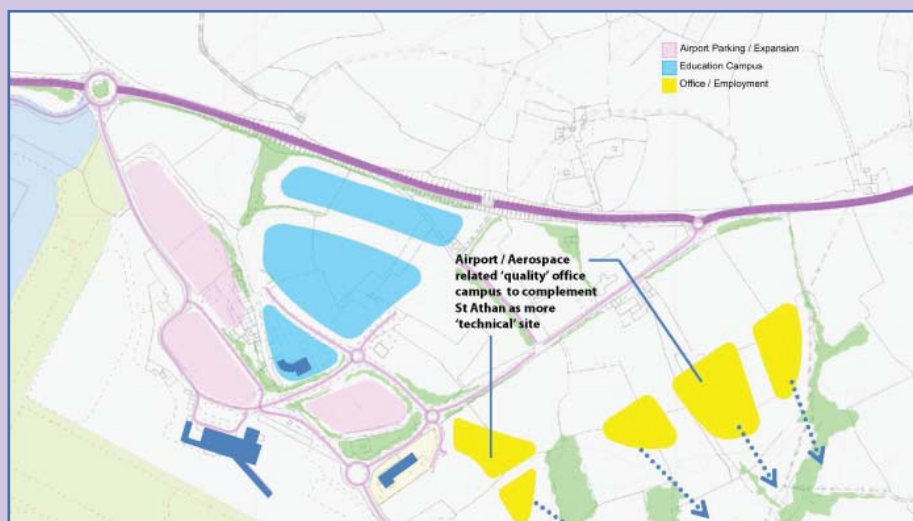 Airport Parking / Expansion
Education Campus
Office / Employment
Airport / Aerospace
related ‘quality’ office
campus to complement
St Athan as more
‘technical’ site